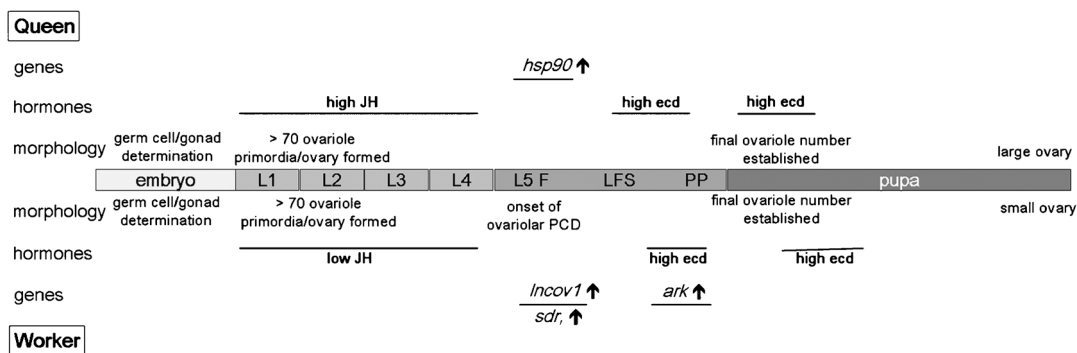 Queen
genes
hsp90 ↑
hormones
high JH
high ecd
high ecd
morphology
germ cell/gonad
determination
> 70 ovariole
primordia/ovary formed
final ovariole number
established
large ovary
embryo L1 L2 L3 L4 L5 F LFS PP pupa
morphology
germ cell/gonad
determination
> 70 ovariole
primordia/ovary formed
onset of
ovariolar PCD
final ovariole number
established
small ovary
hormones
low JH
high ecd
high ecd
genes
lncov1 ↑
sdr, ↑
ark ↑
Worker